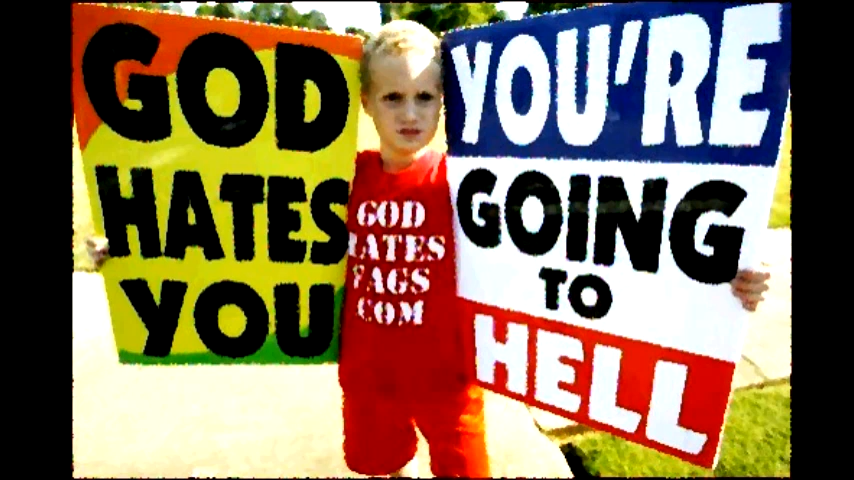 GOD
HATES
YOU
YOU'RE
GOING
TO
HELL
GOD
HATES
FAGS
COM